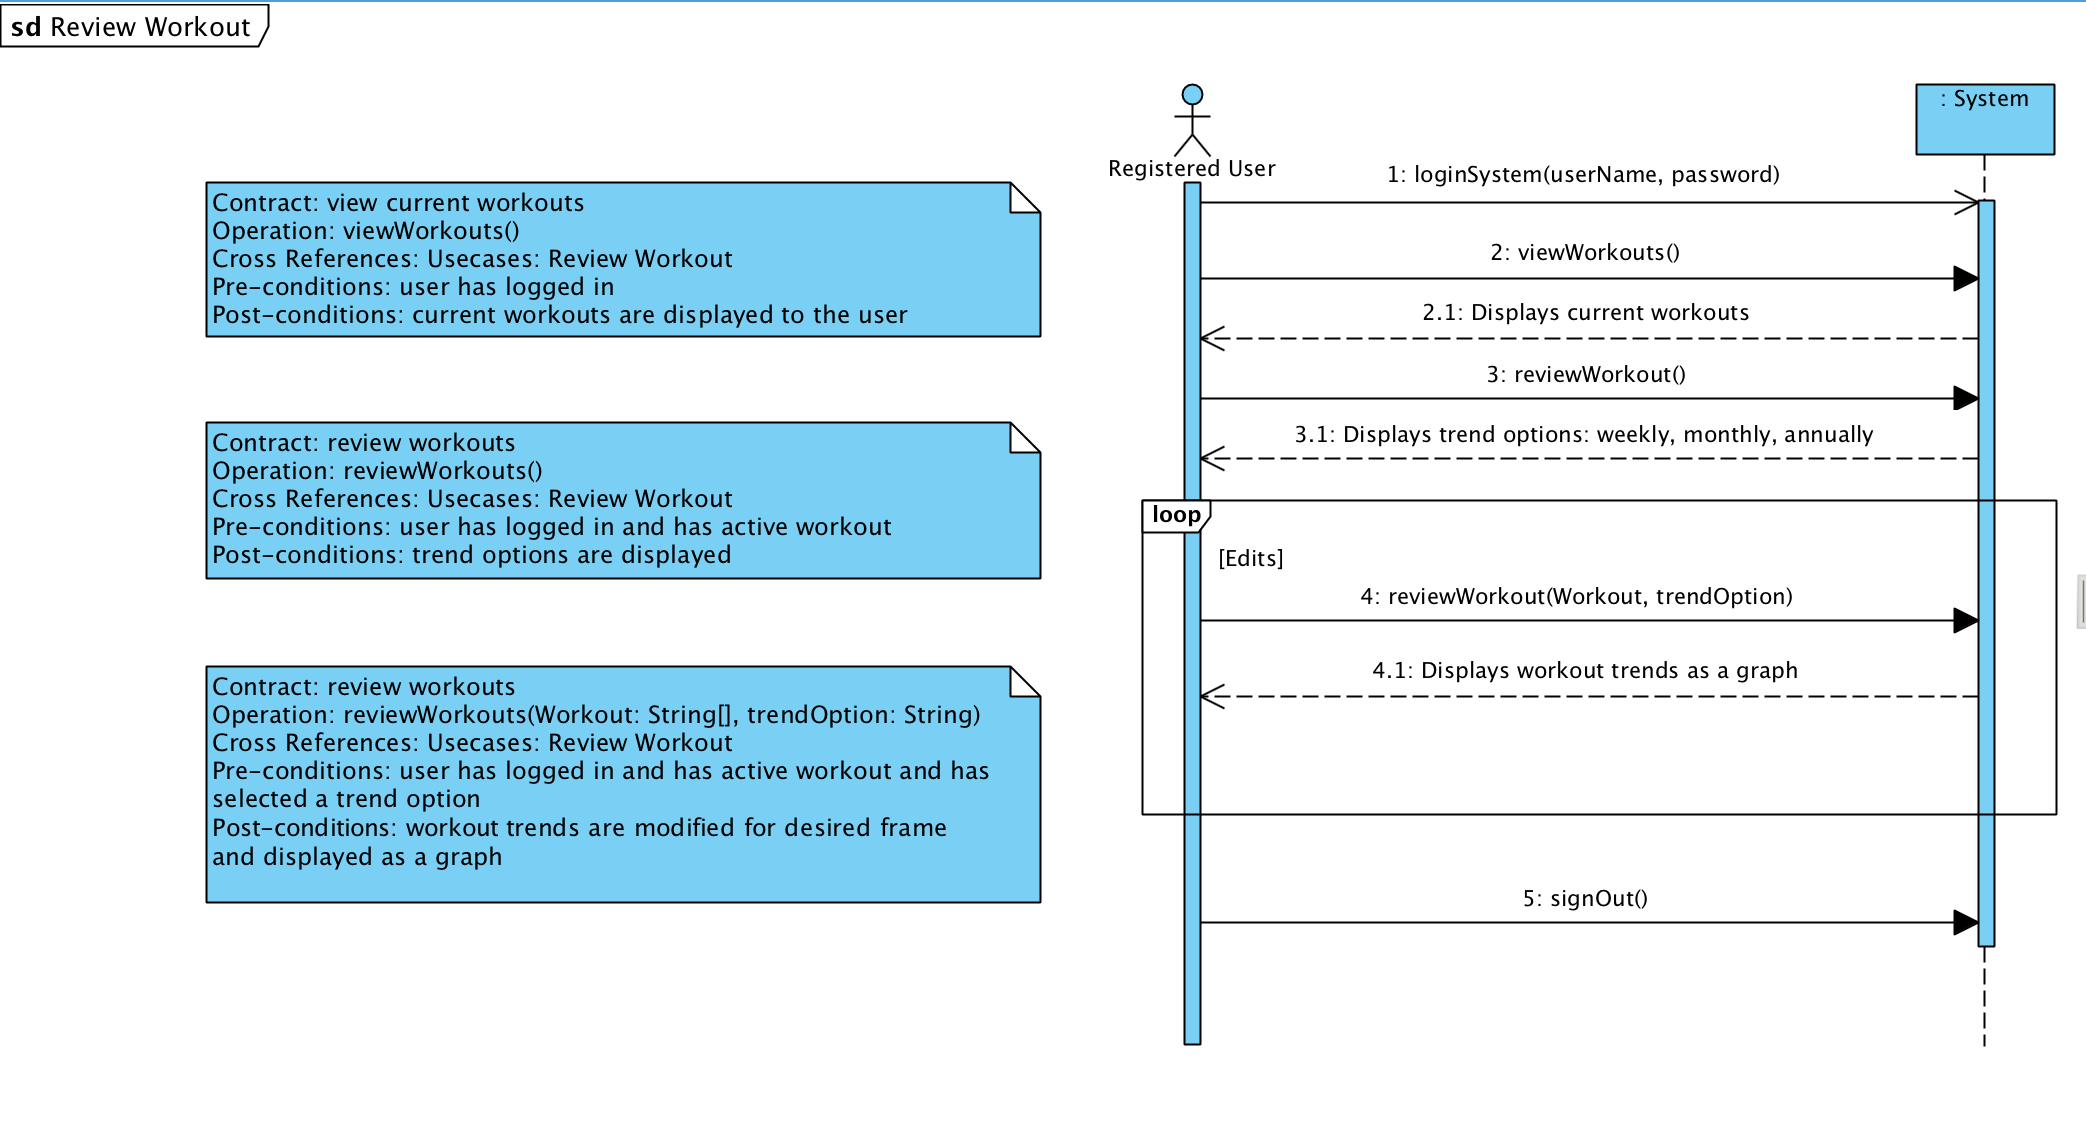 sd Review Workout
Contract: view current workouts
Operation: viewWorkouts()
Cross References: Usecases: Review Workout
Pre-conditions: user has logged in
Post-conditions: current workouts are displayed to the user
Contract: review workouts
Operation: reviewWorkouts()
Cross References: Usecases: Review Workout
Pre-conditions: user has logged in and has active workout
Post-conditions: trend options are displayed
Contract: review workouts
Operation: reviewWorkouts(Workout: String[], trendOption: String)
Cross References: Usecases: Review Workout
Pre-conditions: user has logged in and has active workout and has
selected a trend option
Post-conditions: workout trends are modified for desired frame
and displayed as a graph
Registered User
: System
1: loginSystem(userName, password)
2: viewWorkouts()
2.1: Displays current workouts
3: reviewWorkout()
3.1: Displays trend options: weekly, monthly, annually
loop
[Edits]
4: reviewWorkout(Workout, trendOption)
4.1: Displays workout trends as a graph
5: signOut()